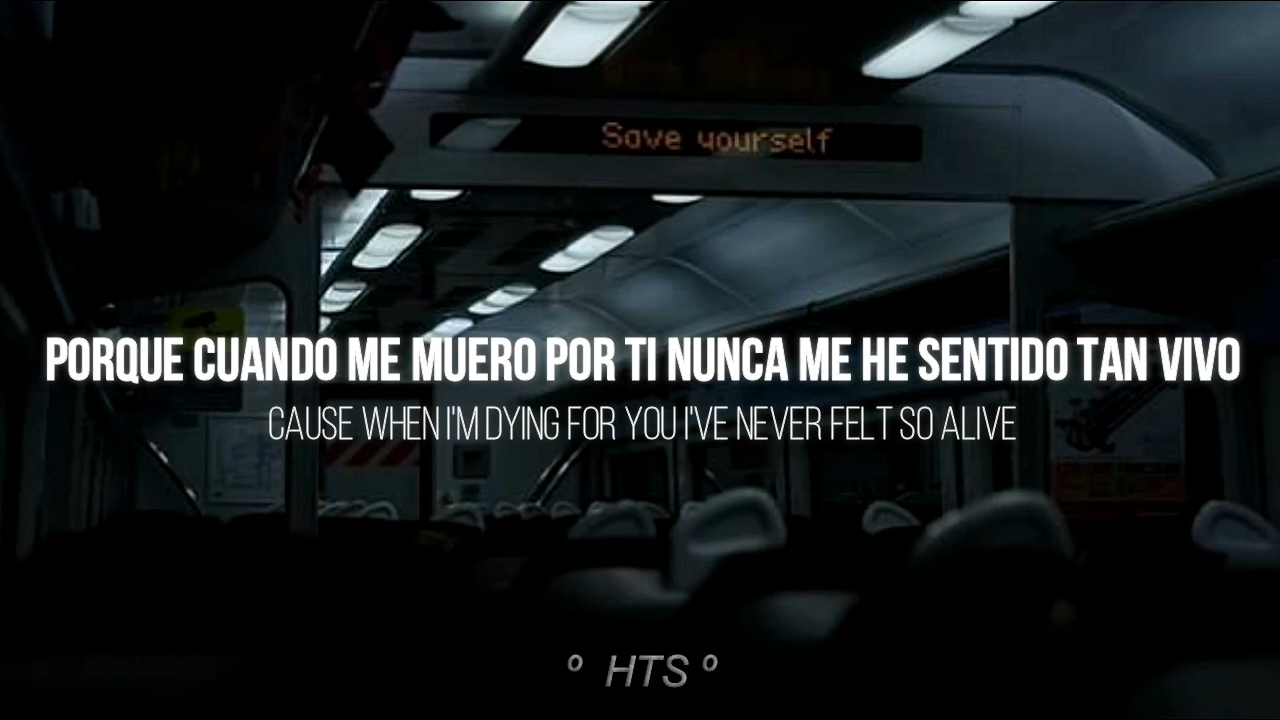 Save yourself
PORQUE CUANDO ME MUERO POR TI NUNCA ME HE SENTIDO TAN VIVO
CAUSE WHEN I'M DYING FOR YOU I'VE NEVER FELT SO ALIVE
º HTS º